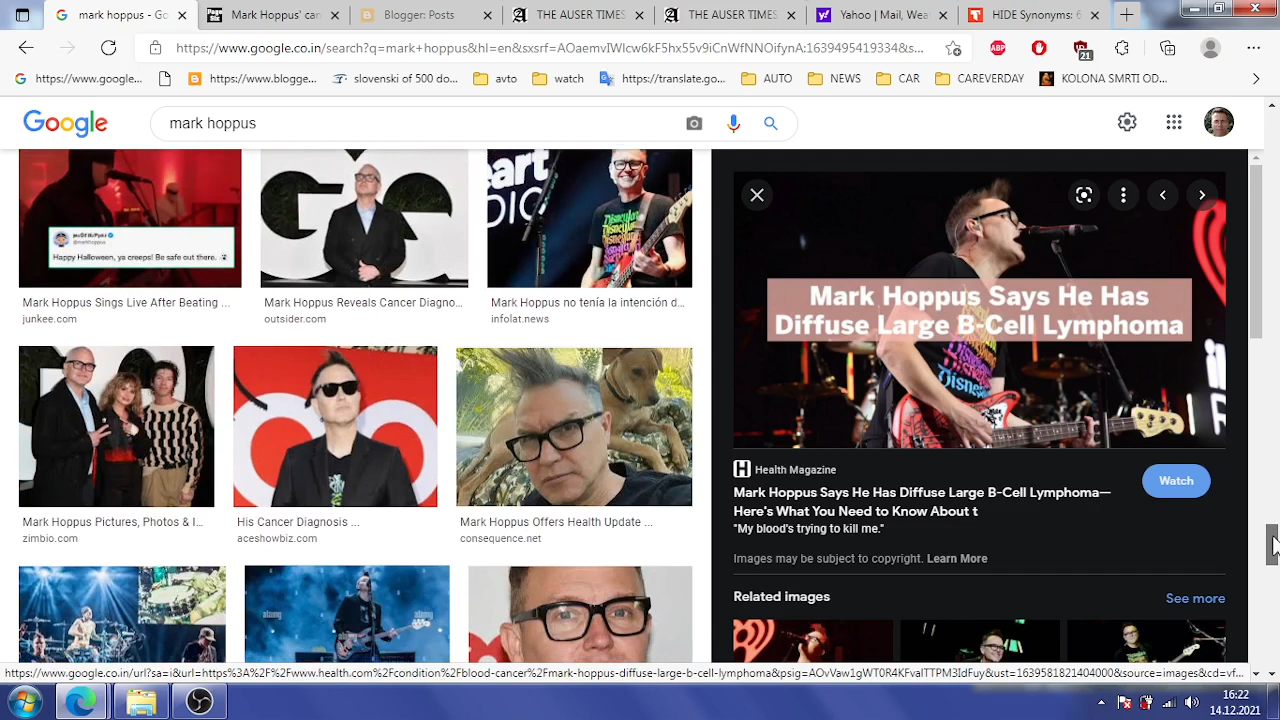 mark hoppus - Go
Mark Hoppus' can
Blogger: Posts
THE AUSER TIMES
THE AUSER TIMES
Yahoo | Mail, Wea
HIDE Synonyms: 6
https://www.google.co.in/search?q=mark+hoppus&hl=en&sxsrf=
ABP
21
https://www.google...
https://www.blogge...
slovenski of 500 do...
avto
watch
https://translate.go...
AUTO
NEWS
CAR
CAREVERDAY
KOLONA SMRTI OD...
Google
mark hoppus
@markhoppus
Happy Halloween, ya creeps! Be safe out there.
Mark Hoppus Sings Live After Beating ...
junkee.com
Mark Hoppus Reveals Cancer Diagno...
outsider.com
Mark Hoppus no tenía la intención d...
infolat.news
Mark Hoppus Pictures, Photos & I...
zimbio.com
His Cancer Diagnosis ...
aceshowbiz.com
Mark Hoppus Offers Health Update ...
consequence.net
alamy
alamy
Mark Hoppus Says He Has
Diffuse Large B-Cell Lymphoma
H Health Magazine
Mark Hoppus Says He Has Diffuse Large B-Cell Lymphoma—
Here's What You Need to Know About t
"My blood's trying to kill me."
Watch
Images may be subject to copyright. Learn More
Related images
See more
16:22
14.12.2021